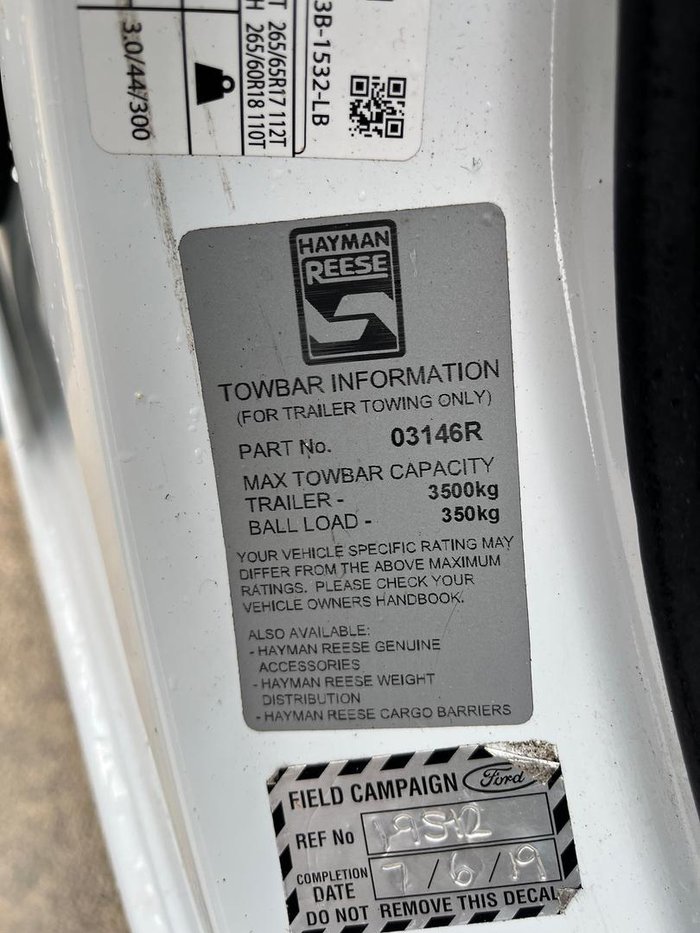 3B-1532-LB
T 265/65R17 112T
H 265/60R18 110T
3.0/44/300
HAYMAN
REESE
TOWBAR INFORMATION
(FOR TRAILER TOWING ONLY)
PART No. 03146R
MAX TOWBAR CAPACITY
TRAILER - 3500kg
BALL LOAD - 350kg
YOUR VEHICLE SPECIFIC RATING MAY
DIFFER FROM THE ABOVE MAXIMUM
RATINGS. PLEASE CHECK YOUR
VEHICLE OWNERS HANDBOOK.
ALSO AVAILABLE:
- HAYMAN REESE GENUINE
ACCESSORIES
- HAYMAN REESE WEIGHT
DISTRIBUTION
- HAYMAN REESE CARGO BARRIERS
FIELD CAMPAIGN Ford
REF No 19S12
COMPLETION
DATE 7/6/19
DO NOT REMOVE THIS DECAL